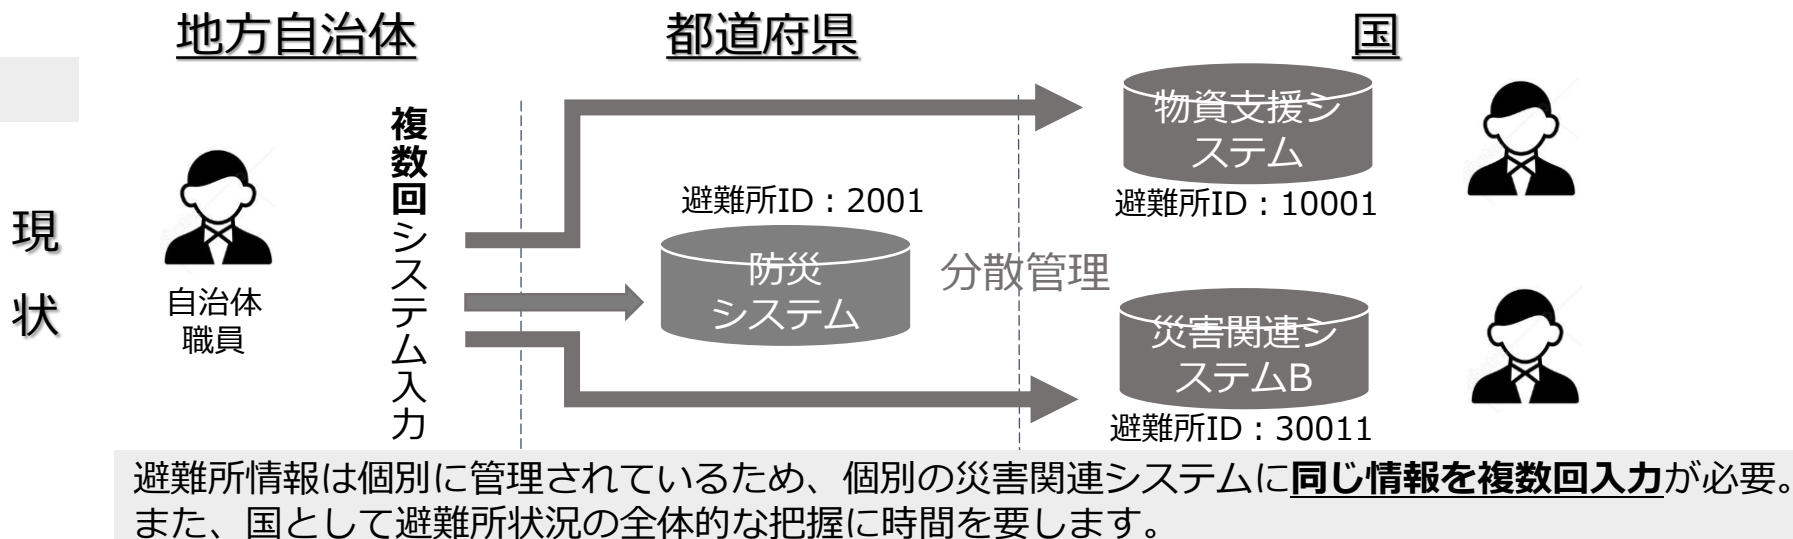 地方自治体
都道府県
国
現状
複数回システム入力
自治体
職員
避難所ID：2001
防災
システム
分散管理
物資支援シ
ステム
避難所ID：10001
災害関連シ
ステムB
避難所ID：30011
避難所情報は個別に管理されているため、個別の災害関連システムに同じ情報を複数回入力が必要。
また、国として避難所状況の全体的な把握に時間を要します。